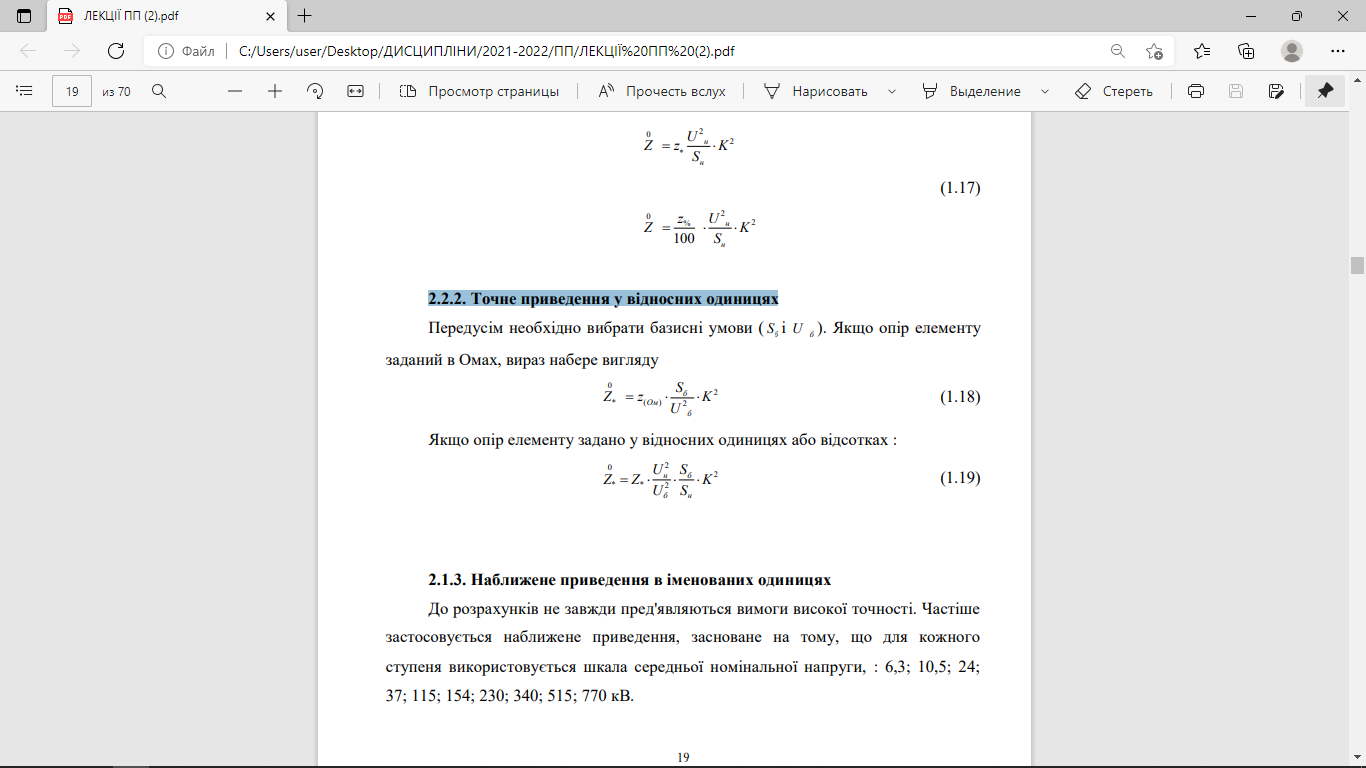 ЛЕКЦІЇ ПП (2).pdf
Файл C:/Users/user/Desktop/ДИСЦИПЛІНИ/2021-2022/ПП/ЛЕКЦІЇ%20ПП%20(2).pdf
19 из 70 Просмотр страницы Прочесть вслух Нарисовать Выделение Стереть
Z⁰ = z* U²н/Sн · K²
(1.17)
Z⁰ = z%/100 · U²н/Sн · K²
2.2.2. Точне приведення у відносних одиницях
Передусім необхідно вибрати базисні умови ( Sб і U б ). Якщо опір елементу
заданий в Омах, вираз набере вигляду
Z⁰* = z(Ом) · Sб/U²б · K² (1.18)
Якщо опір елементу задано у відносних одиницях або відсотках :
Z⁰* = Z* · U²н/U²б · Sб/Sн · K² (1.19)
2.1.3. Наближене приведення в іменованих одиницях
До розрахунків не завжди пред'являються вимоги високої точності. Частіше
застосовується наближене приведення, засноване на тому, що для кожного
ступеня використовується шкала середньої номінальної напруги, : 6,3; 10,5; 24;
37; 115; 154; 230; 340; 515; 770 кВ.
19